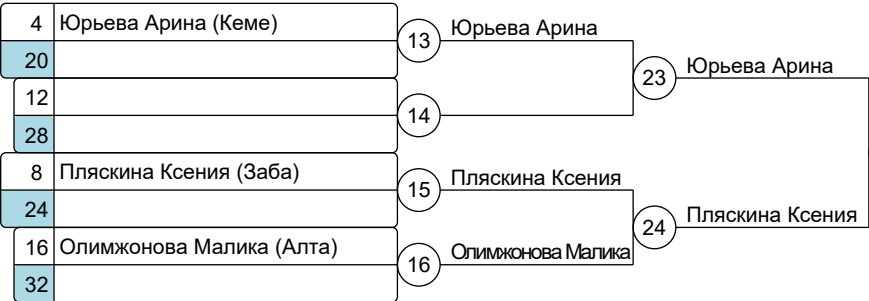 4 Юрьева Арина (Кеме)
20
13 Юрьева Арина
23 Юрьева Арина
12
28
14
8 Пляскина Ксения (Заба)
24
15 Пляскина Ксения
24 Пляскина Ксения
16 Олимжонова Малика (Алта)
32
16 Олимжонова Малика